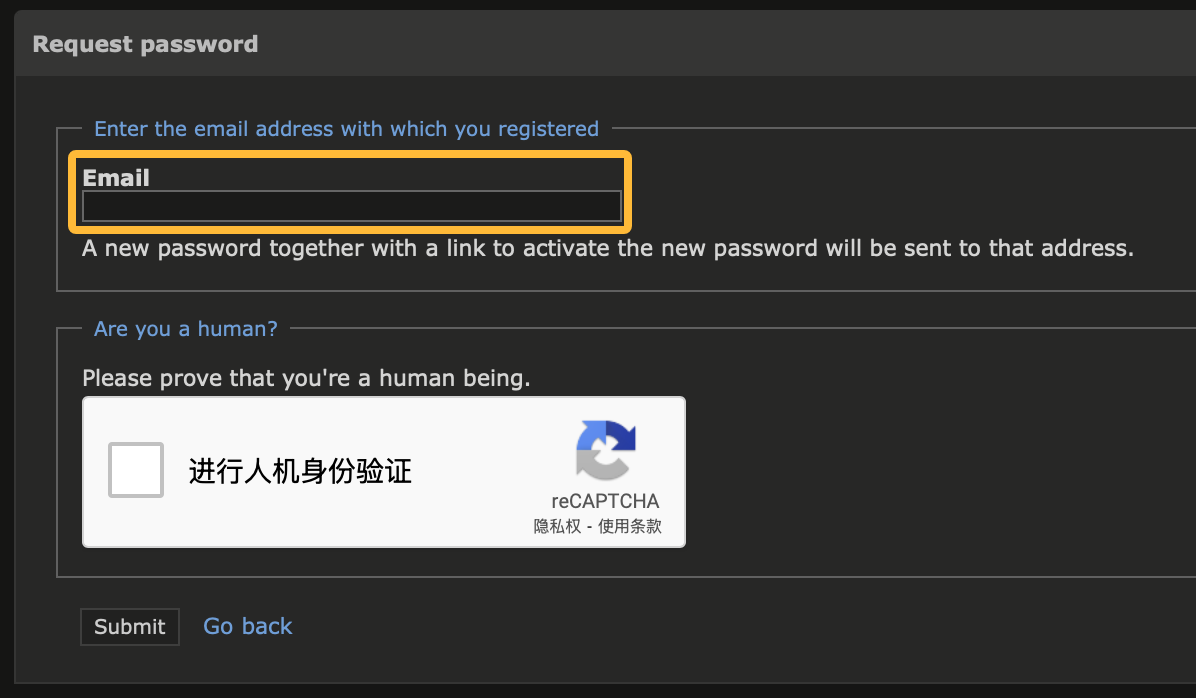 Request password
Enter the email address with which you registered
Email
A new password together with a link to activate the new password will be sent to that address.
Are you a human?
Please prove that you're a human being.
进行人机身份验证
reCAPTCHA
隐私权 - 使用条款
Submit Go back